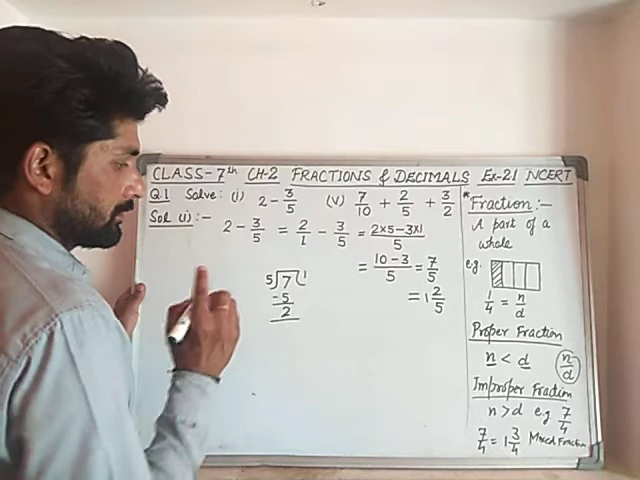 CLASS-7th CH-2 FRACTIONS & DECIMALS Ex-2.1 NCERT
Q.1 Solve: (i) 2 - 3/5 (v) 7/10 + 2/5 + 3/2
Sol (i):-
2 - 3/5 = 2/1 - 3/5 = 2×5-3×1/5
= 10-3/5 = 7/5
= 1 2/5
5 7 1
-5
2
*Fraction:-
A part of a
whole
e.g.
1/4 = n/d
Proper Fraction
n < d n/d
Improper Fraction
n>d e.g 7/4
7/4 = 1 3/4 Mixed Fraction